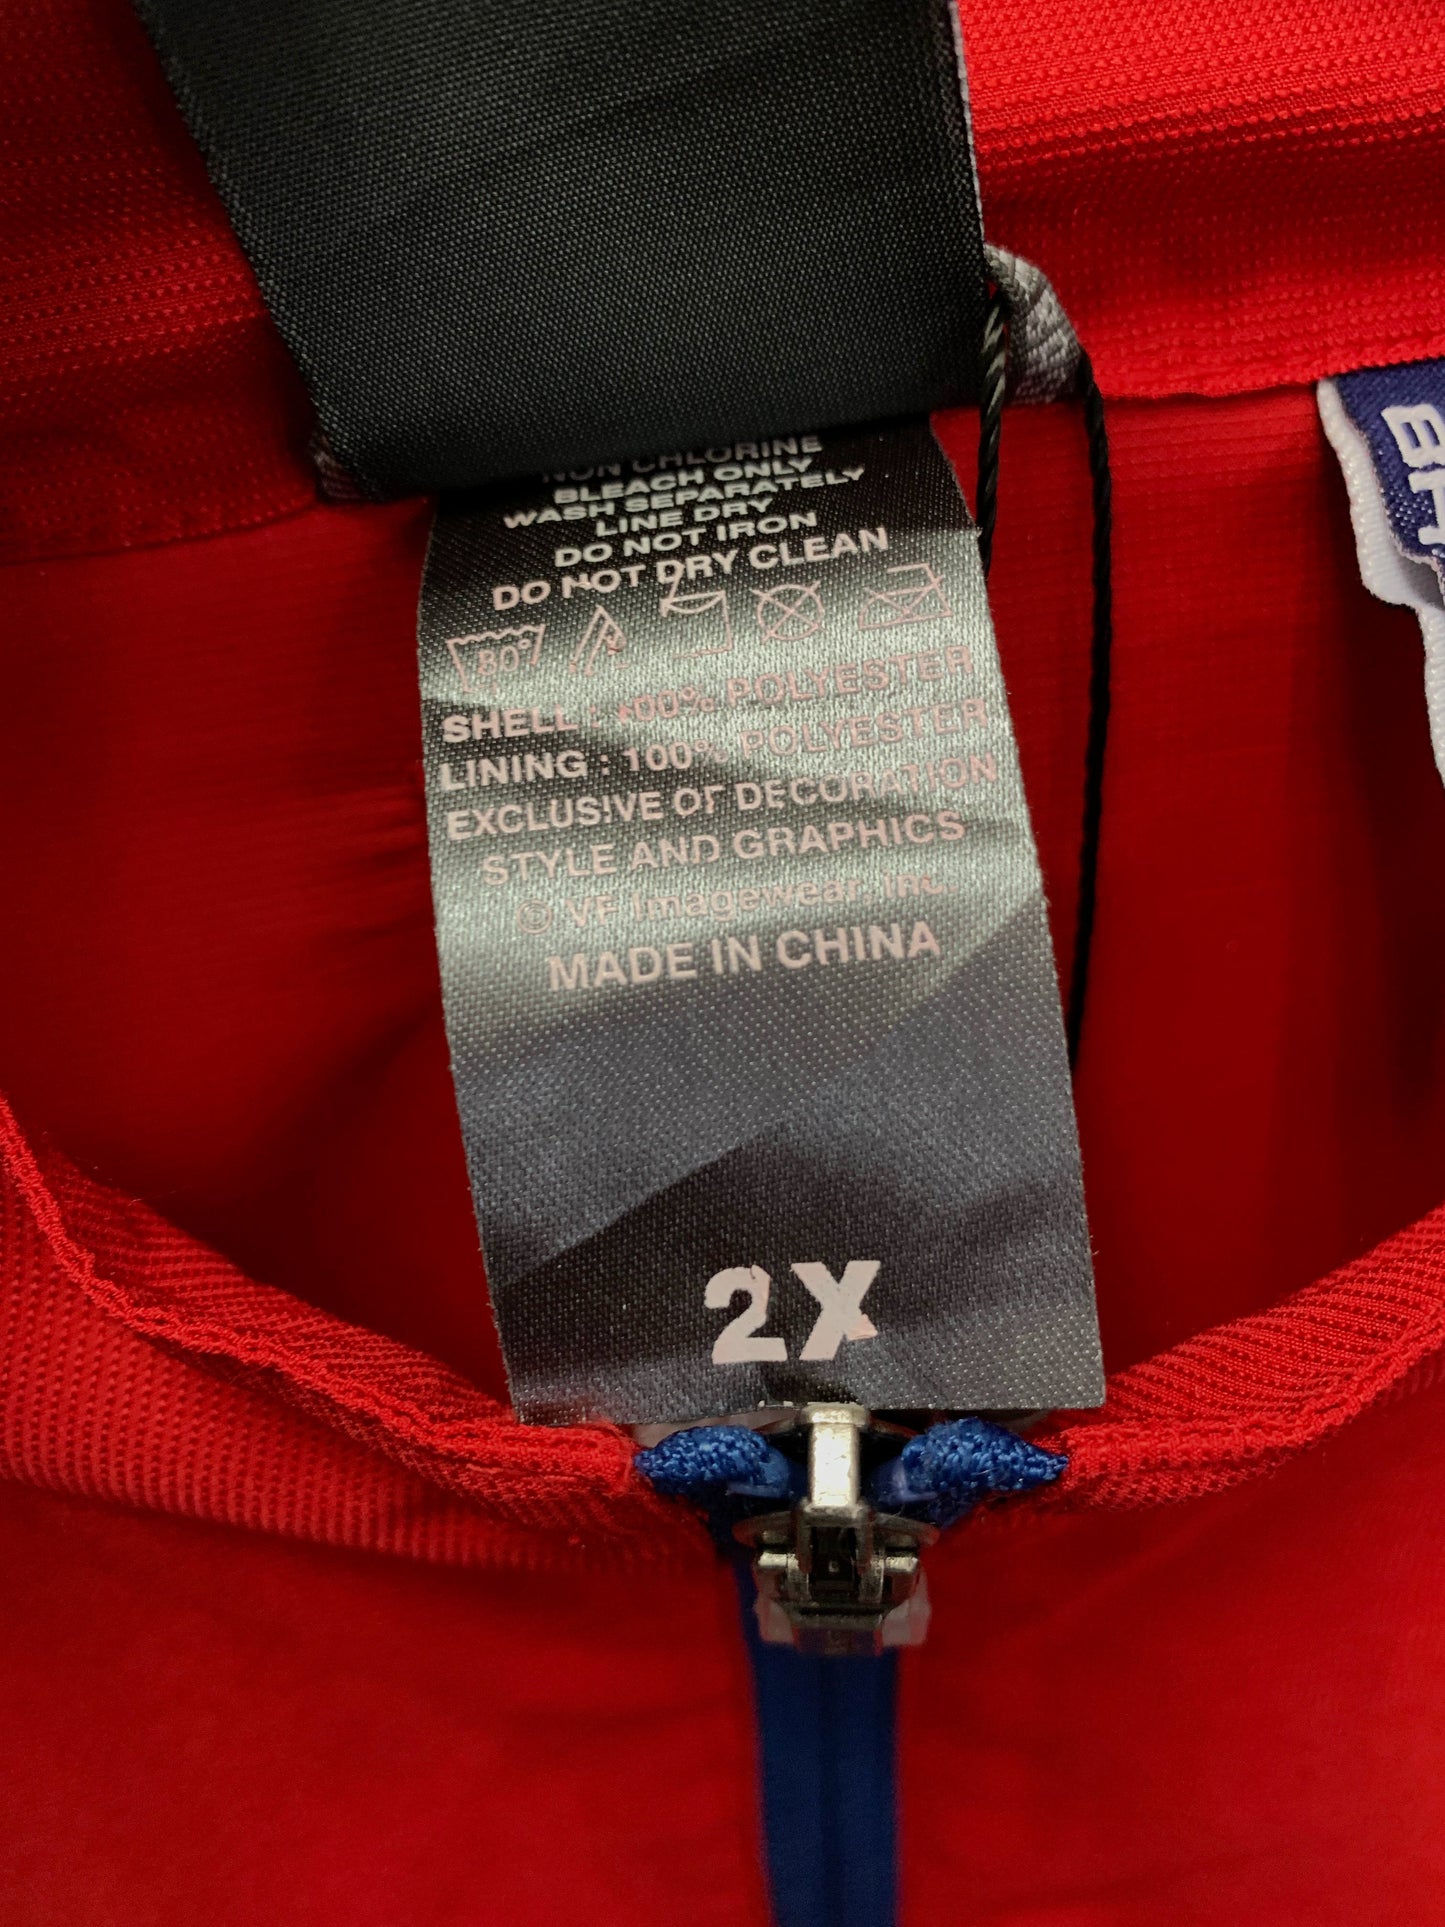 NON CHLORINE
BLEACH ONLY
WASH SEPARATELY
LINE DRY
DO NOT IRON
DO NOT DRY CLEAN
80°
SHELL : 100% POLYESTER
LINING : 100% POLYESTER
EXCLUSIVE OF DECORATION
STYLE AND GRAPHICS
© VF Imagewear, Inc.
MADE IN CHINA
2X